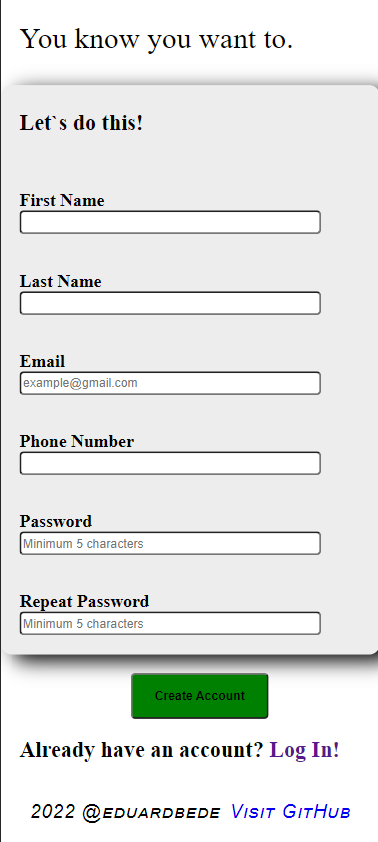 You know you want to.
Let`s do this!
First Name
Last Name
Email
example@gmail.com
Phone Number
Password
Minimum 5 characters
Repeat Password
Minimum 5 characters
Create Account
Already have an account? Log In!
2022 @eduardbede Visit GitHub